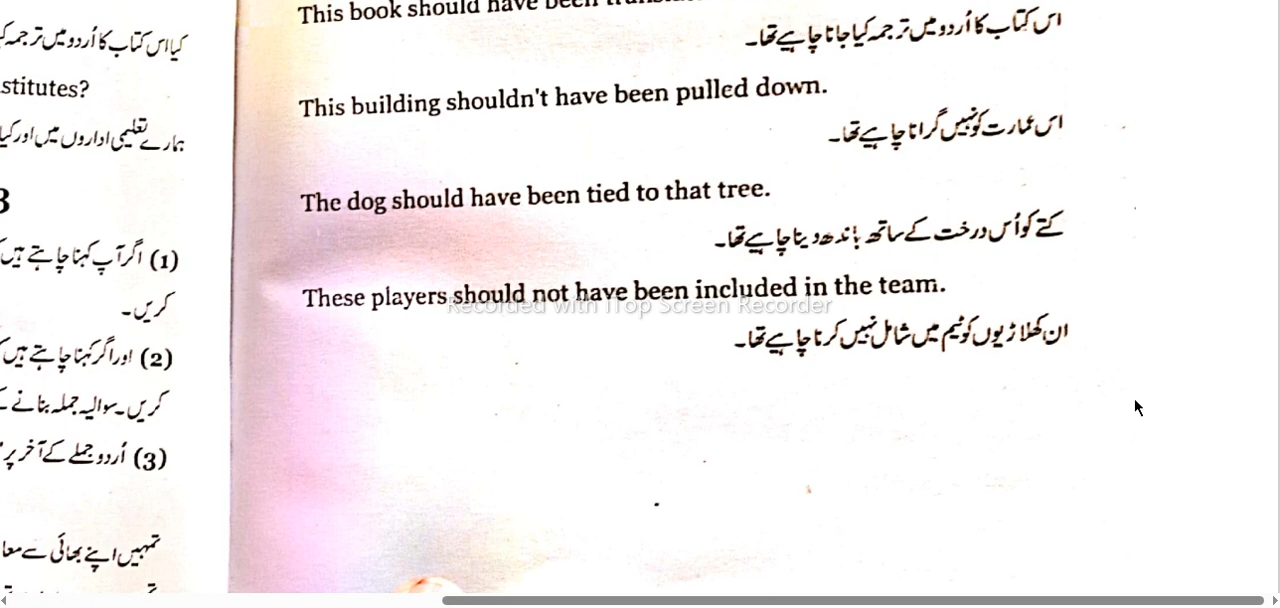 کیا اس کتاب کا اُردو میں ترجمہ
stitutes?
ہمارے تعلیمی اداروں میں اور کیا
3
(1) اگر آپ کہنا چاہتے ہیں
کریں۔
(2) اور اگر کہنا چاہتے ہیں
کریں۔ سوالیہ جملہ بنانے کے
(3) اُردو جملے کے آخر پر
تمہیں اپنے بھائی سے معا
This book should have been
اس کتاب کا اُردو میں ترجمہ کیا جانا چاہیے تھا۔
This building shouldn't have been pulled down.
اس عمارت کو نہیں گرانا چاہیے تھا۔
The dog should have been tied to that tree.
کتے کو اُس درخت کے ساتھ باندھ دینا چاہیے تھا۔
These players should not have been included in the team.
Recorded with iTop Screen Recorder
ان کھلاڑیوں کو ٹیم میں شامل نہیں کرنا چاہیے تھا۔